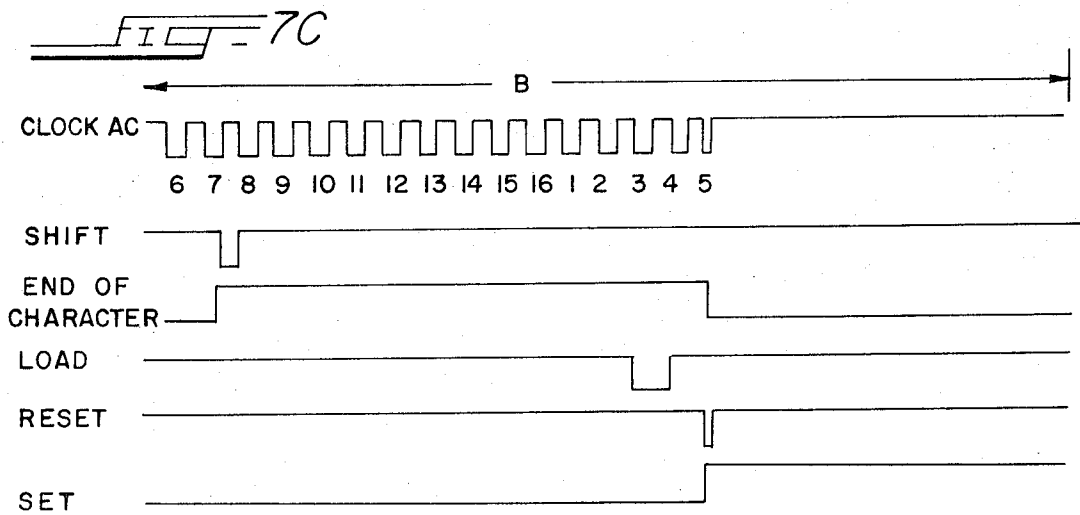 FIG-7C
B
CLOCK AC
6 7 8 9 10 11 12 13 14 15 16 1 2 3 4 5
SHIFT
END OF
CHARACTER
LOAD
RESET
SET